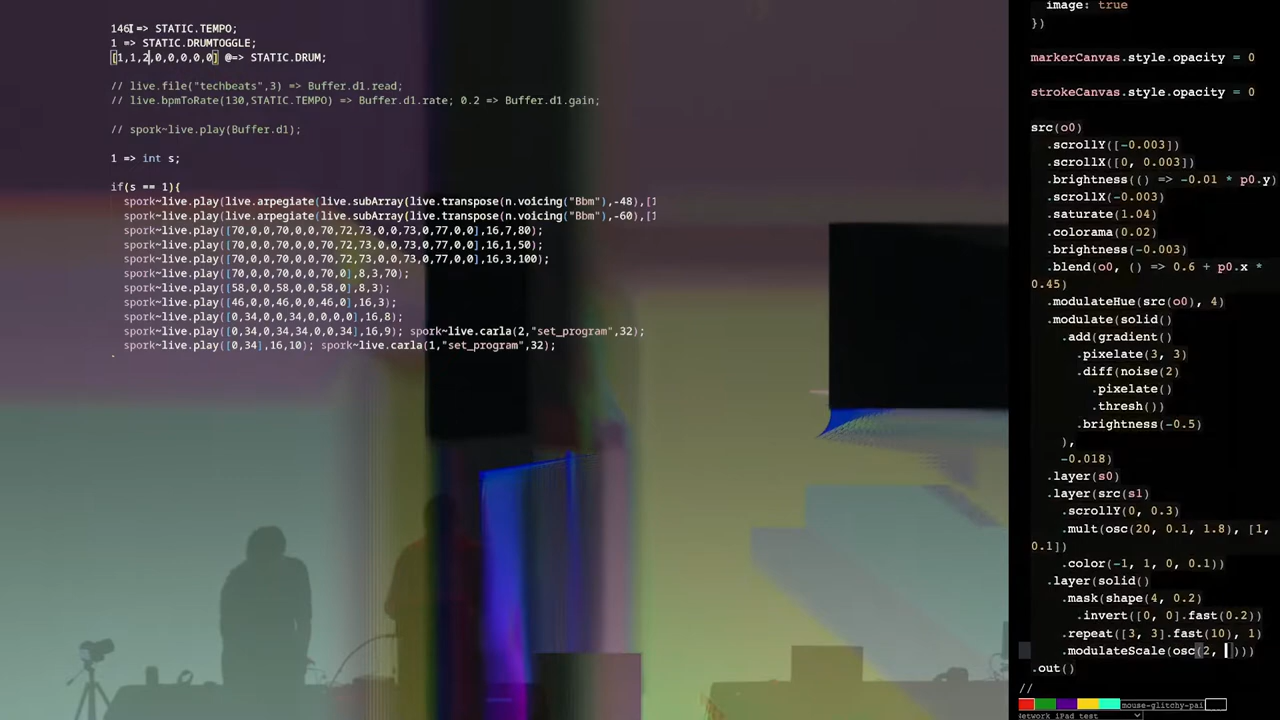 146 => STATIC.TEMPO;
1 => STATIC.DRUMTOGGLE;
[1,1,2,0,0,0,0,0] @=> STATIC.DRUM;
// live.file("techbeats",3) => Buffer.d1.read;
// live.bpmToRate(130,STATIC.TEMPO) => Buffer.d1.rate; 0.2 => Buffer.d1.gain;
// spork~live.play(Buffer.d1);
1 => int s;
if(s == 1){
spork~live.play(live.arpegiate(live.subArray(live.transpose(n.voicing("Bbm"),-48),[1
spork~live.play(live.arpegiate(live.subArray(live.transpose(n.voicing("Bbm"),-60),[1
spork~live.play([70,0,0,70,0,0,70,72,73,0,0,73,0,77,0,0],16,7,80);
spork~live.play([70,0,0,70,0,0,70,72,73,0,0,73,0,77,0,0],16,1,50);
spork~live.play([70,0,0,70,0,0,70,72,73,0,0,73,0,77,0,0],16,3,100);
spork~live.play([70,0,0,70,0,0,70,0],8,3,70);
spork~live.play([58,0,0,58,0,0,58,0],8,3);
spork~live.play([46,0,0,46,0,0,46,0],16,3);
spork~live.play([0,34,0,0,34,0,0,0,0],16,8);
spork~live.play([0,34,0,34,34,0,0,34],16,9); spork~live.carla(2,"set_program",32);
spork~live.play([0,34],16,10); spork~live.carla(1,"set_program",32);
image: true
})
markerCanvas.style.opacity = 0
strokeCanvas.style.opacity = 0
src(o0)
.scrollY([-0.003])
.scrollX([0, 0.003])
.brightness(() => -0.01 * p0.y)
.scrollX(-0.003)
.saturate(1.04)
.colorama(0.02)
.brightness(-0.003)
.blend(o0, () => 0.6 + p0.x *
0.45)
.modulateHue(src(o0), 4)
.modulate(solid()
.add(gradient()
.pixelate(3, 3)
.diff(noise(2)
.pixelate()
.thresh())
.brightness(-0.5)
),
-0.018)
.layer(s0)
.layer(src(s1)
.scrollY(0, 0.3)
.mult(osc(20, 0.1, 1.8), [1,
0.1])
.color(-1, 1, 0, 0.1))
.layer(solid()
.mask(shape(4, 0.2)
.invert([0, 0].fast(0.2))
.repeat([3, 3].fast(10), 1)
.modulateScale(osc(2, )))
.out()
//
mouse-glitchy-pai
Network iPad test